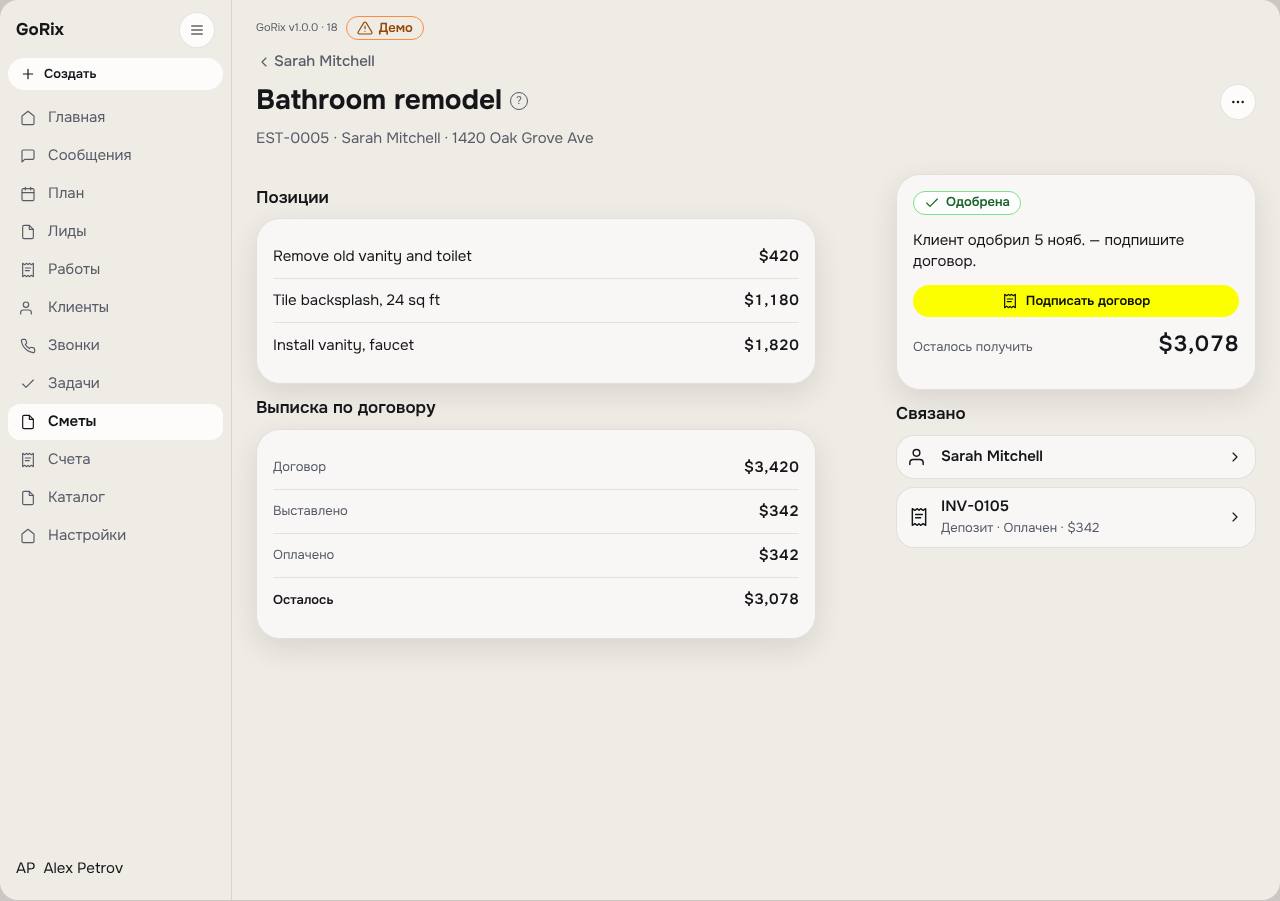 GoRix
Создать
Главная
Сообщения
План
Лиды
Работы
Клиенты
Звонки
Задачи
Сметы
Счета
Каталог
Настройки
AP Alex Petrov
GoRix v1.0.0 · 18
Демо
Sarah Mitchell
Bathroom remodel ?
EST-0005 · Sarah Mitchell · 1420 Oak Grove Ave
Позиции
Remove old vanity and toilet $420
Tile backsplash, 24 sq ft $1,180
Install vanity, faucet $1,820
Выписка по договору
Договор $3,420
Выставлено $342
Оплачено $342
Осталось $3,078
Одобрена
Клиент одобрил 5 нояб. — подпишите
договор.
Подписать договор
Осталось получить $3,078
Связано
Sarah Mitchell
INV-0105
Депозит · Оплачен · $342